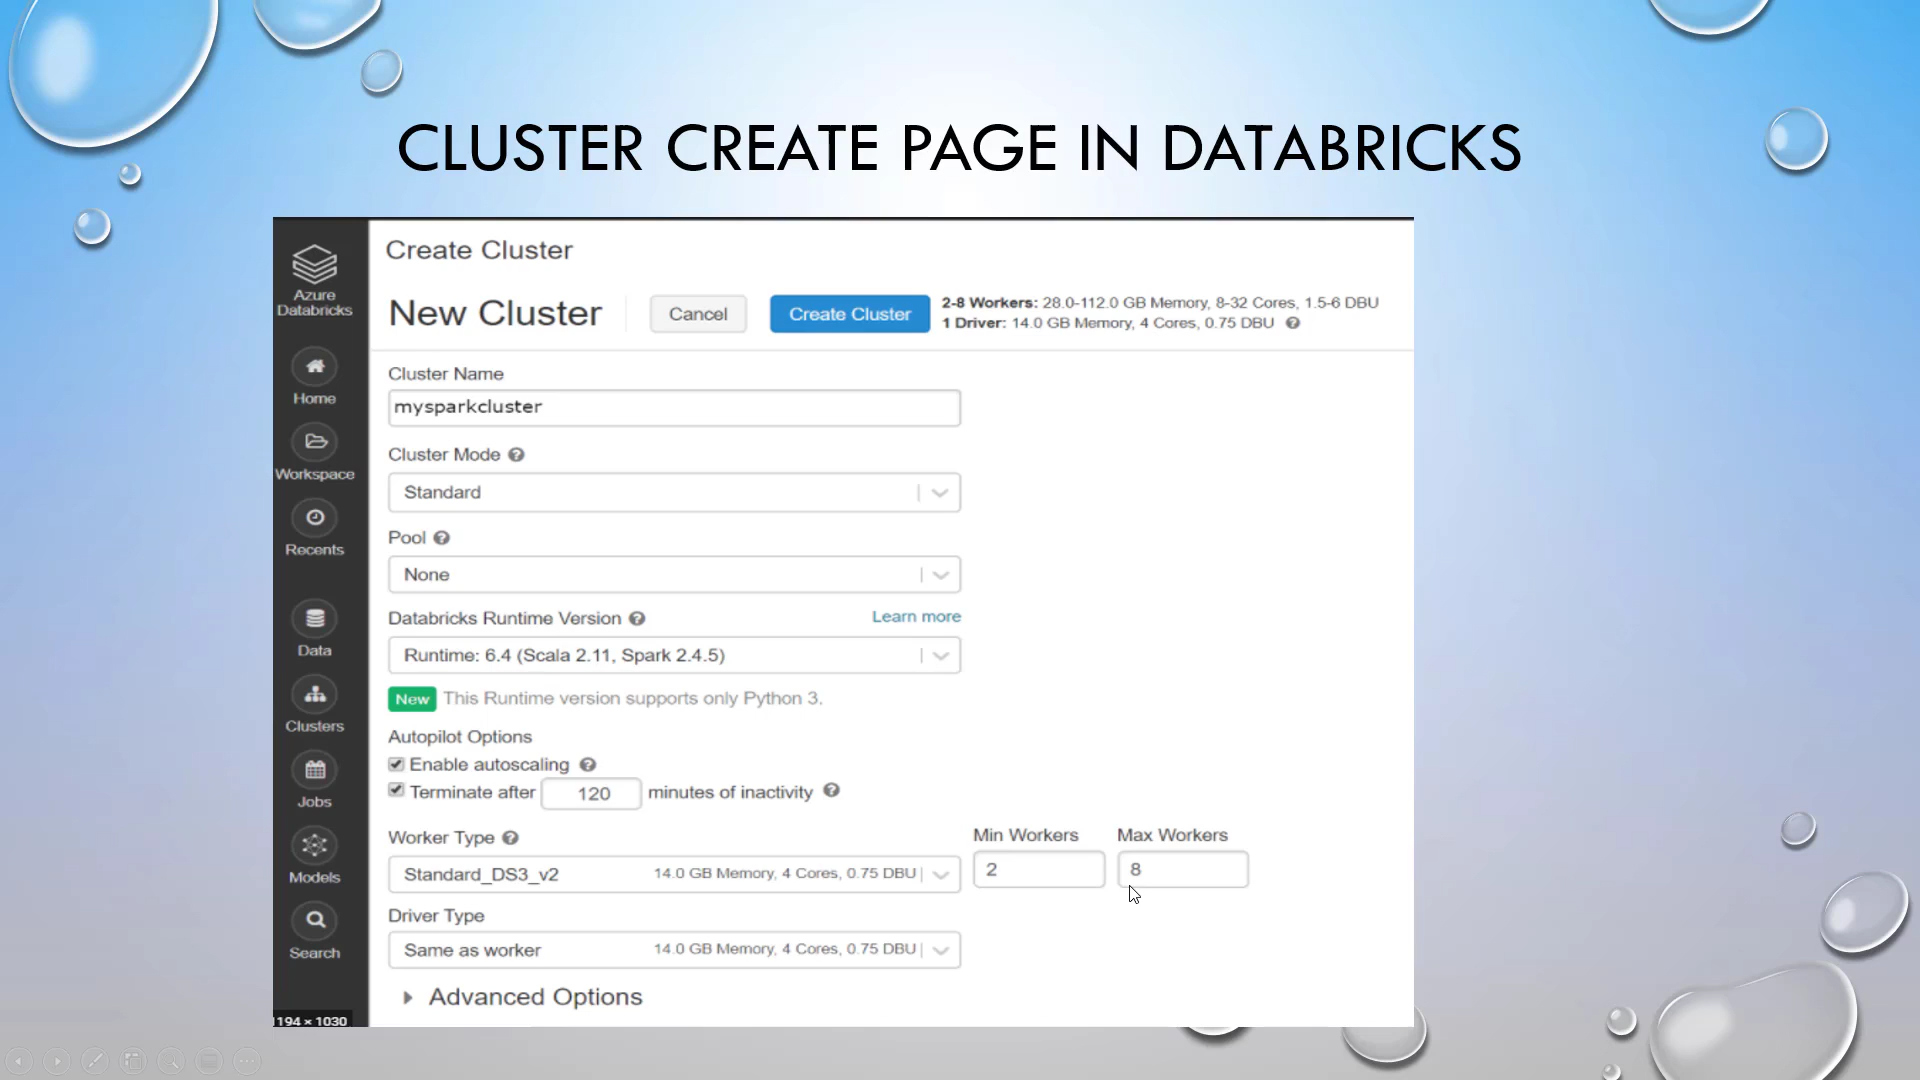 CLUSTER CREATE PAGE IN DATABRICKS
Azure
Databricks
Home
Workspace
Recents
Data
Clusters
Jobs
Models
Search
1194 × 1030
Create Cluster
New Cluster
Cancel
Create Cluster
2-8 Workers: 28.0-112.0 GB Memory, 8-32 Cores, 1.5-6 DBU
1 Driver: 14.0 GB Memory, 4 Cores, 0.75 DBU
Cluster Name
mysparkcluster
Cluster Mode
Standard
Pool
None
Databricks Runtime Version
Learn more
Runtime: 6.4 (Scala 2.11, Spark 2.4.5)
New This Runtime version supports only Python 3.
Autopilot Options
Enable autoscaling
Terminate after 120 minutes of inactivity
Worker Type
Min Workers
Max Workers
Standard_DS3_v2 14.0 GB Memory, 4 Cores, 0.75 DBU
2
8
Driver Type
Same as worker 14.0 GB Memory, 4 Cores, 0.75 DBU
Advanced Options